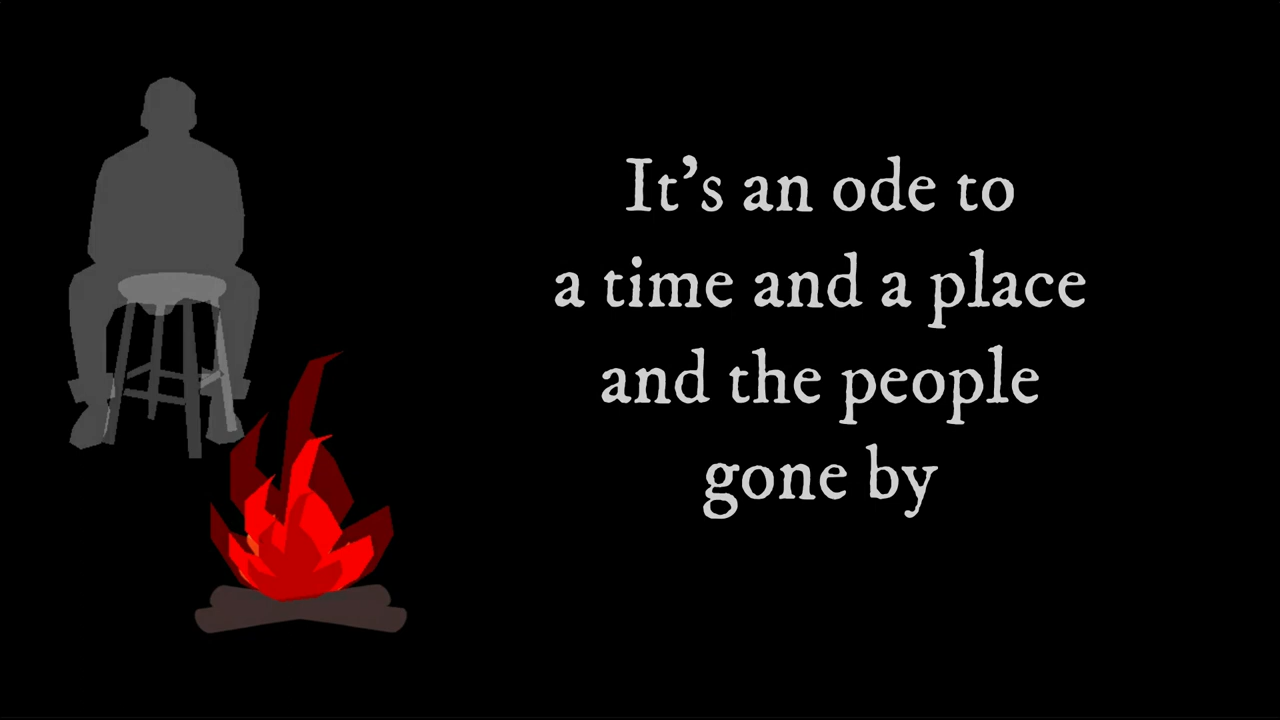 It’s an ode to
a time and a place
and the people
gone by